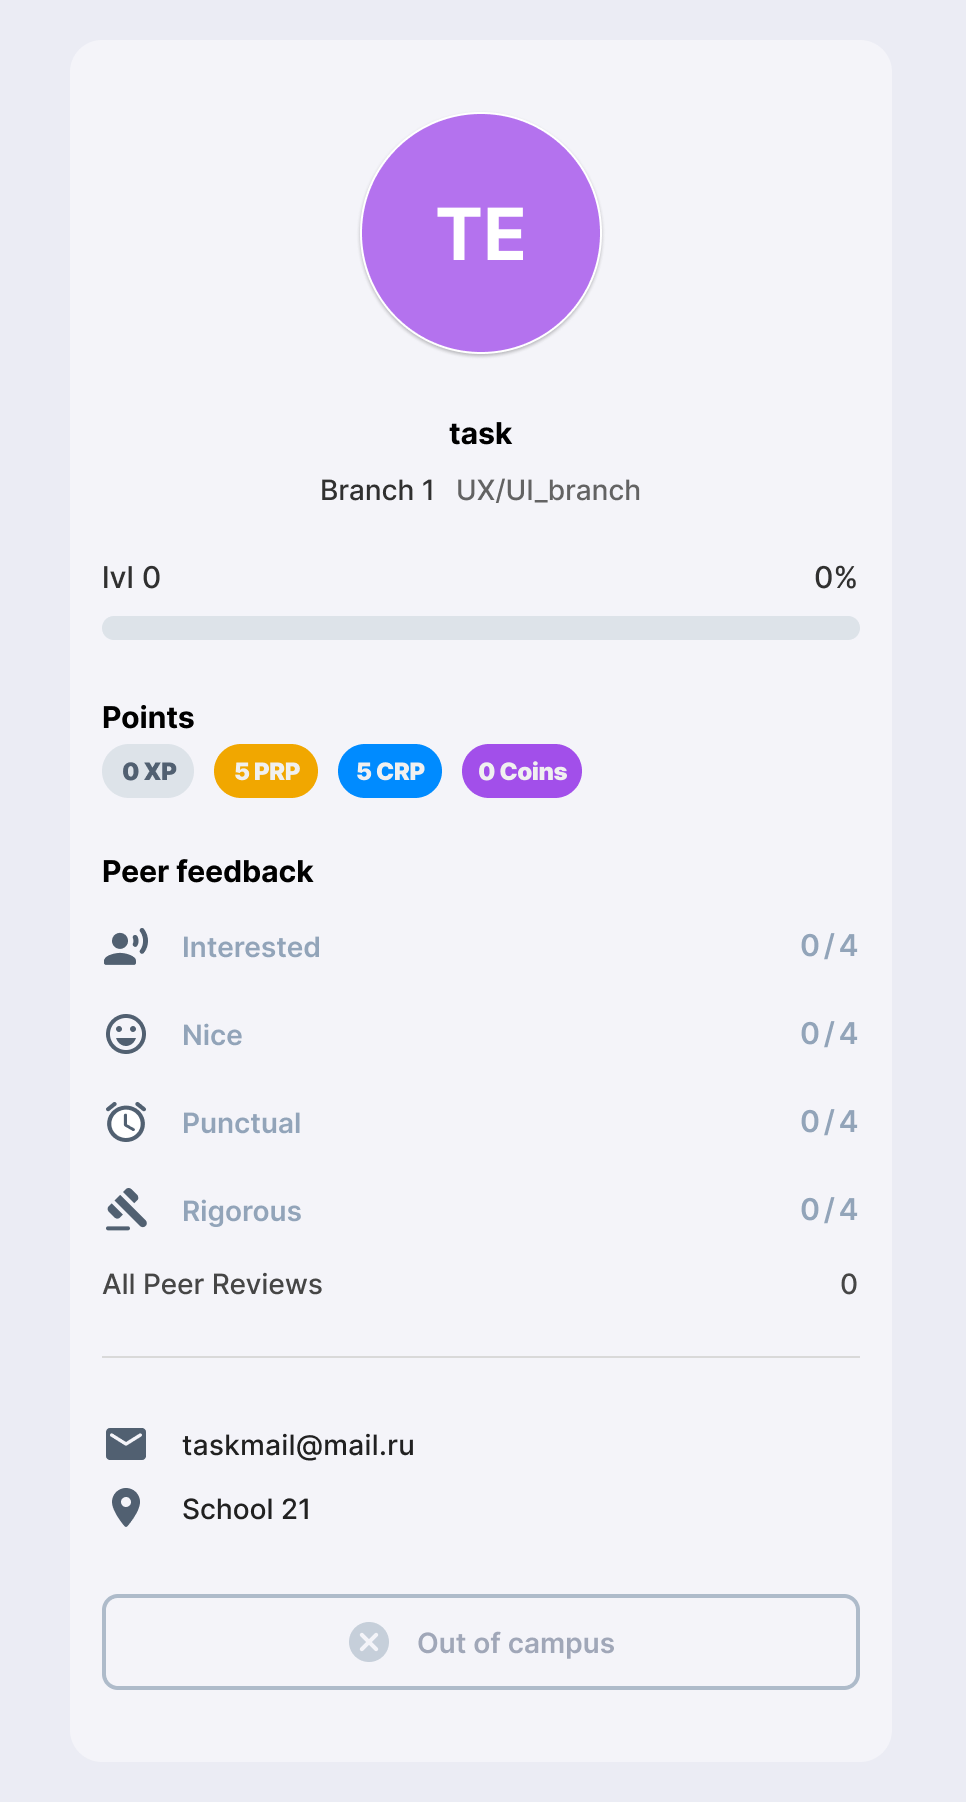 TE
task
Branch 1 UX/UI_branch
lvl 0 0%
Points
0 XP 5 PRP 5 CRP 0 Coins
Peer feedback
Interested 0/4
Nice 0/4
Punctual 0/4
Rigorous 0/4
All Peer Reviews 0
taskmail@mail.ru
School 21
Out of campus